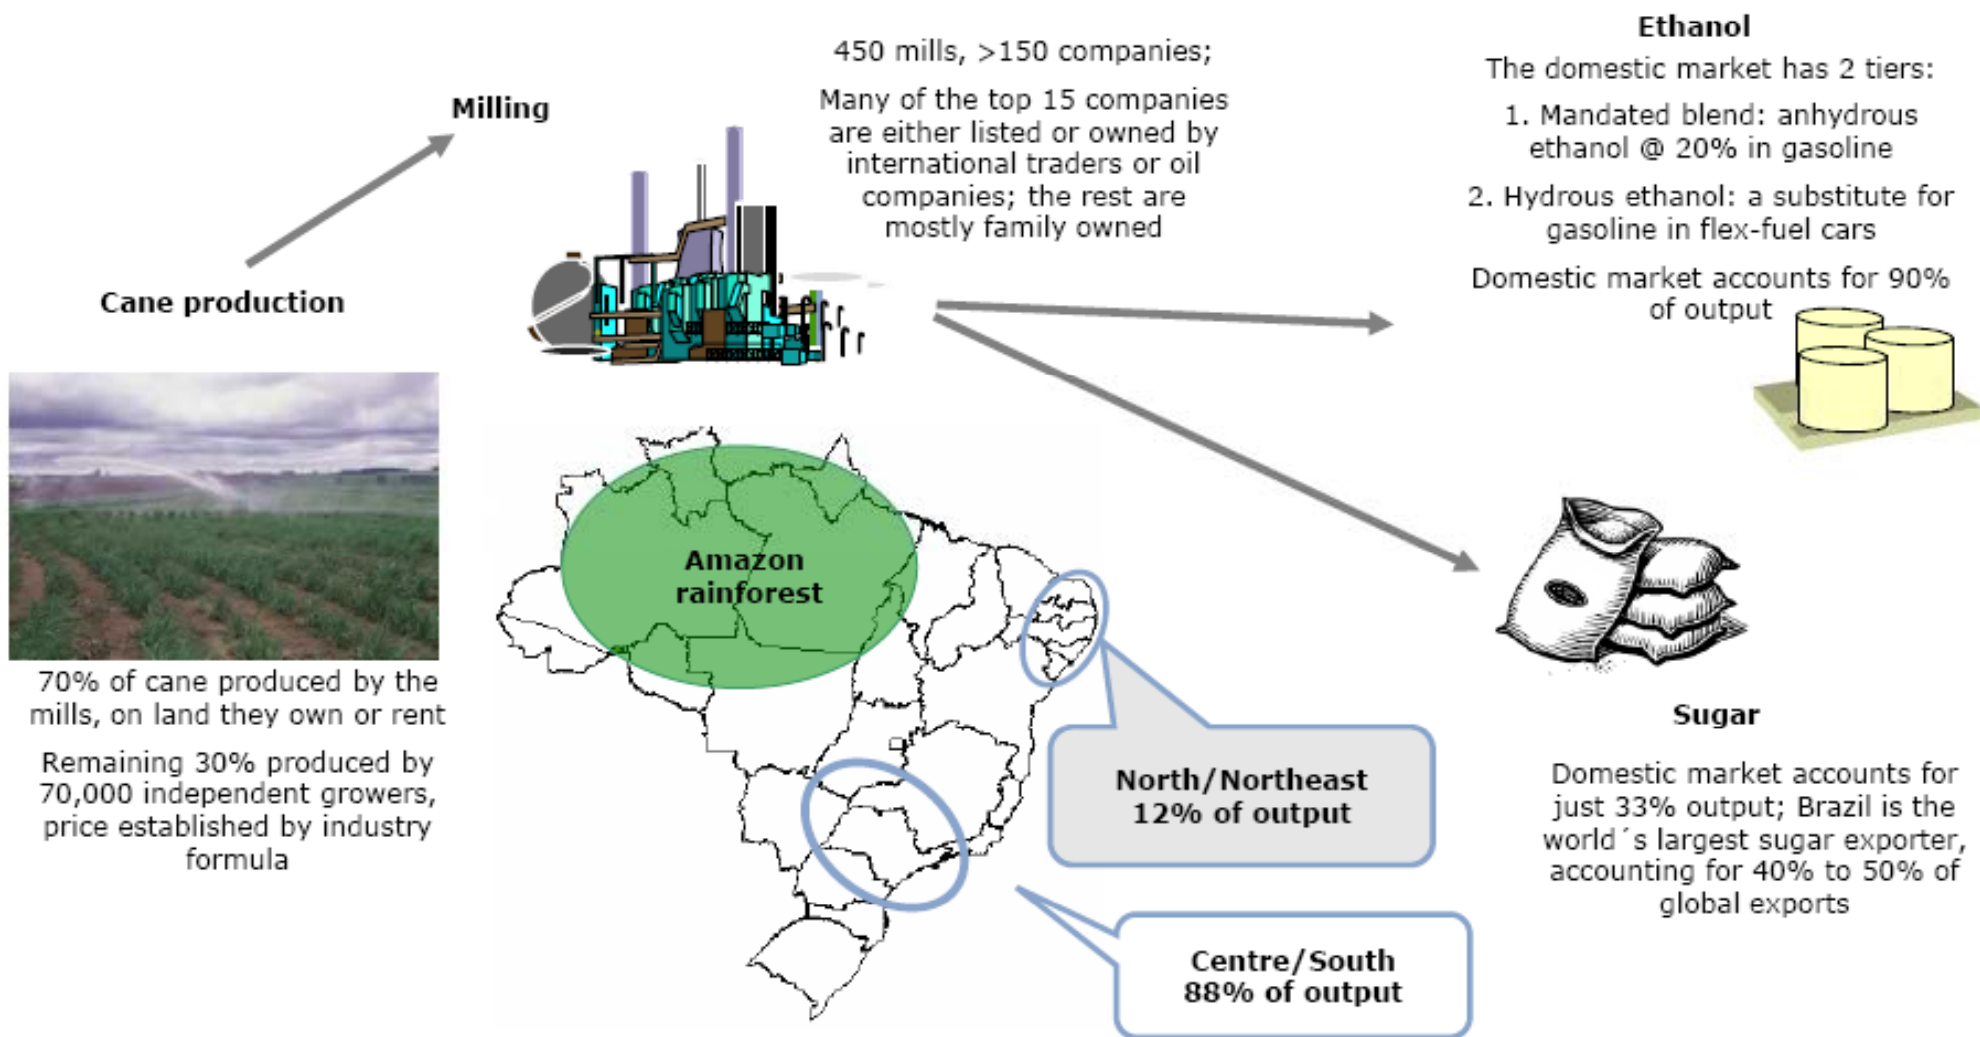 Cane production
70% of cane produced by the
mills, on land they own or rent
Remaining 30% produced by
70,000 independent growers,
price established by industry
formula
Milling
450 mills, >150 companies;
Many of the top 15 companies
are either listed or owned by
international traders or oil
companies; the rest are
mostly family owned
Amazon
rainforest
North/Northeast
12% of output
Centre/South
88% of output
Ethanol
The domestic market has 2 tiers:
1. Mandated blend: anhydrous
ethanol @ 20% in gasoline
2. Hydrous ethanol: a substitute for
gasoline in flex-fuel cars
Domestic market accounts for 90%
of output
Sugar
Domestic market accounts for
just 33% output; Brazil is the
world´s largest sugar exporter,
accounting for 40% to 50% of
global exports